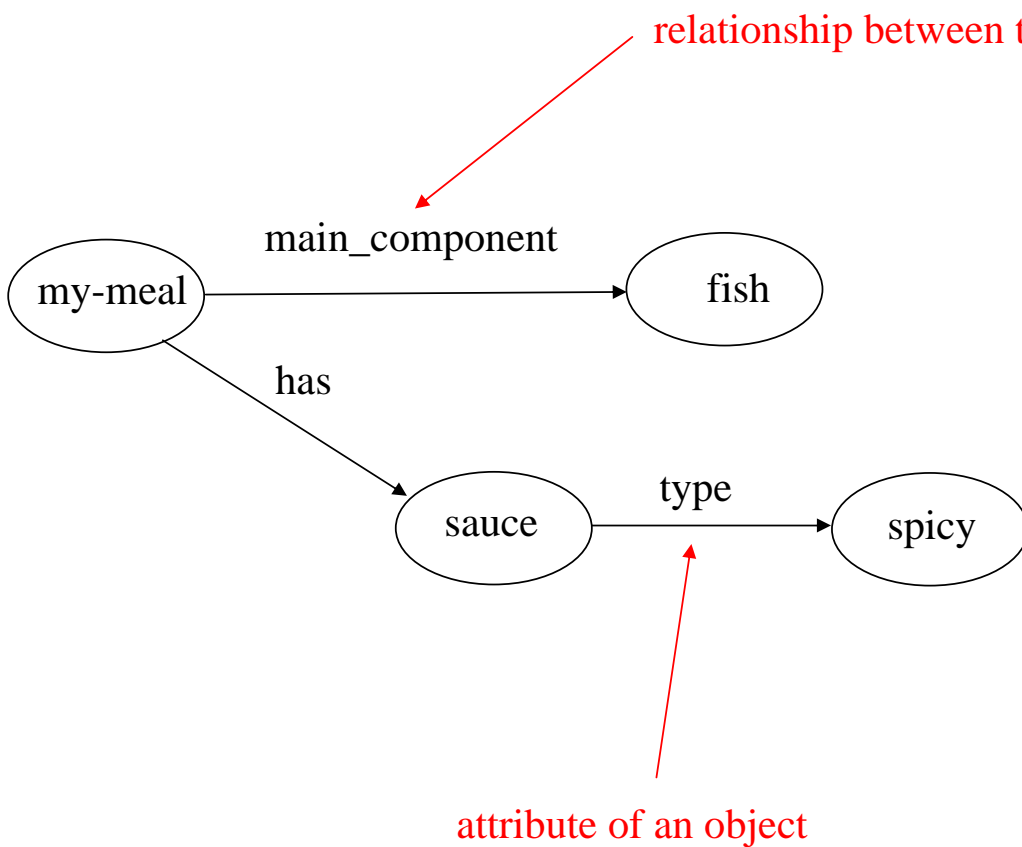 relationship between t
main_component
my-meal
fish
has
type
sauce
spicy
attribute of an object